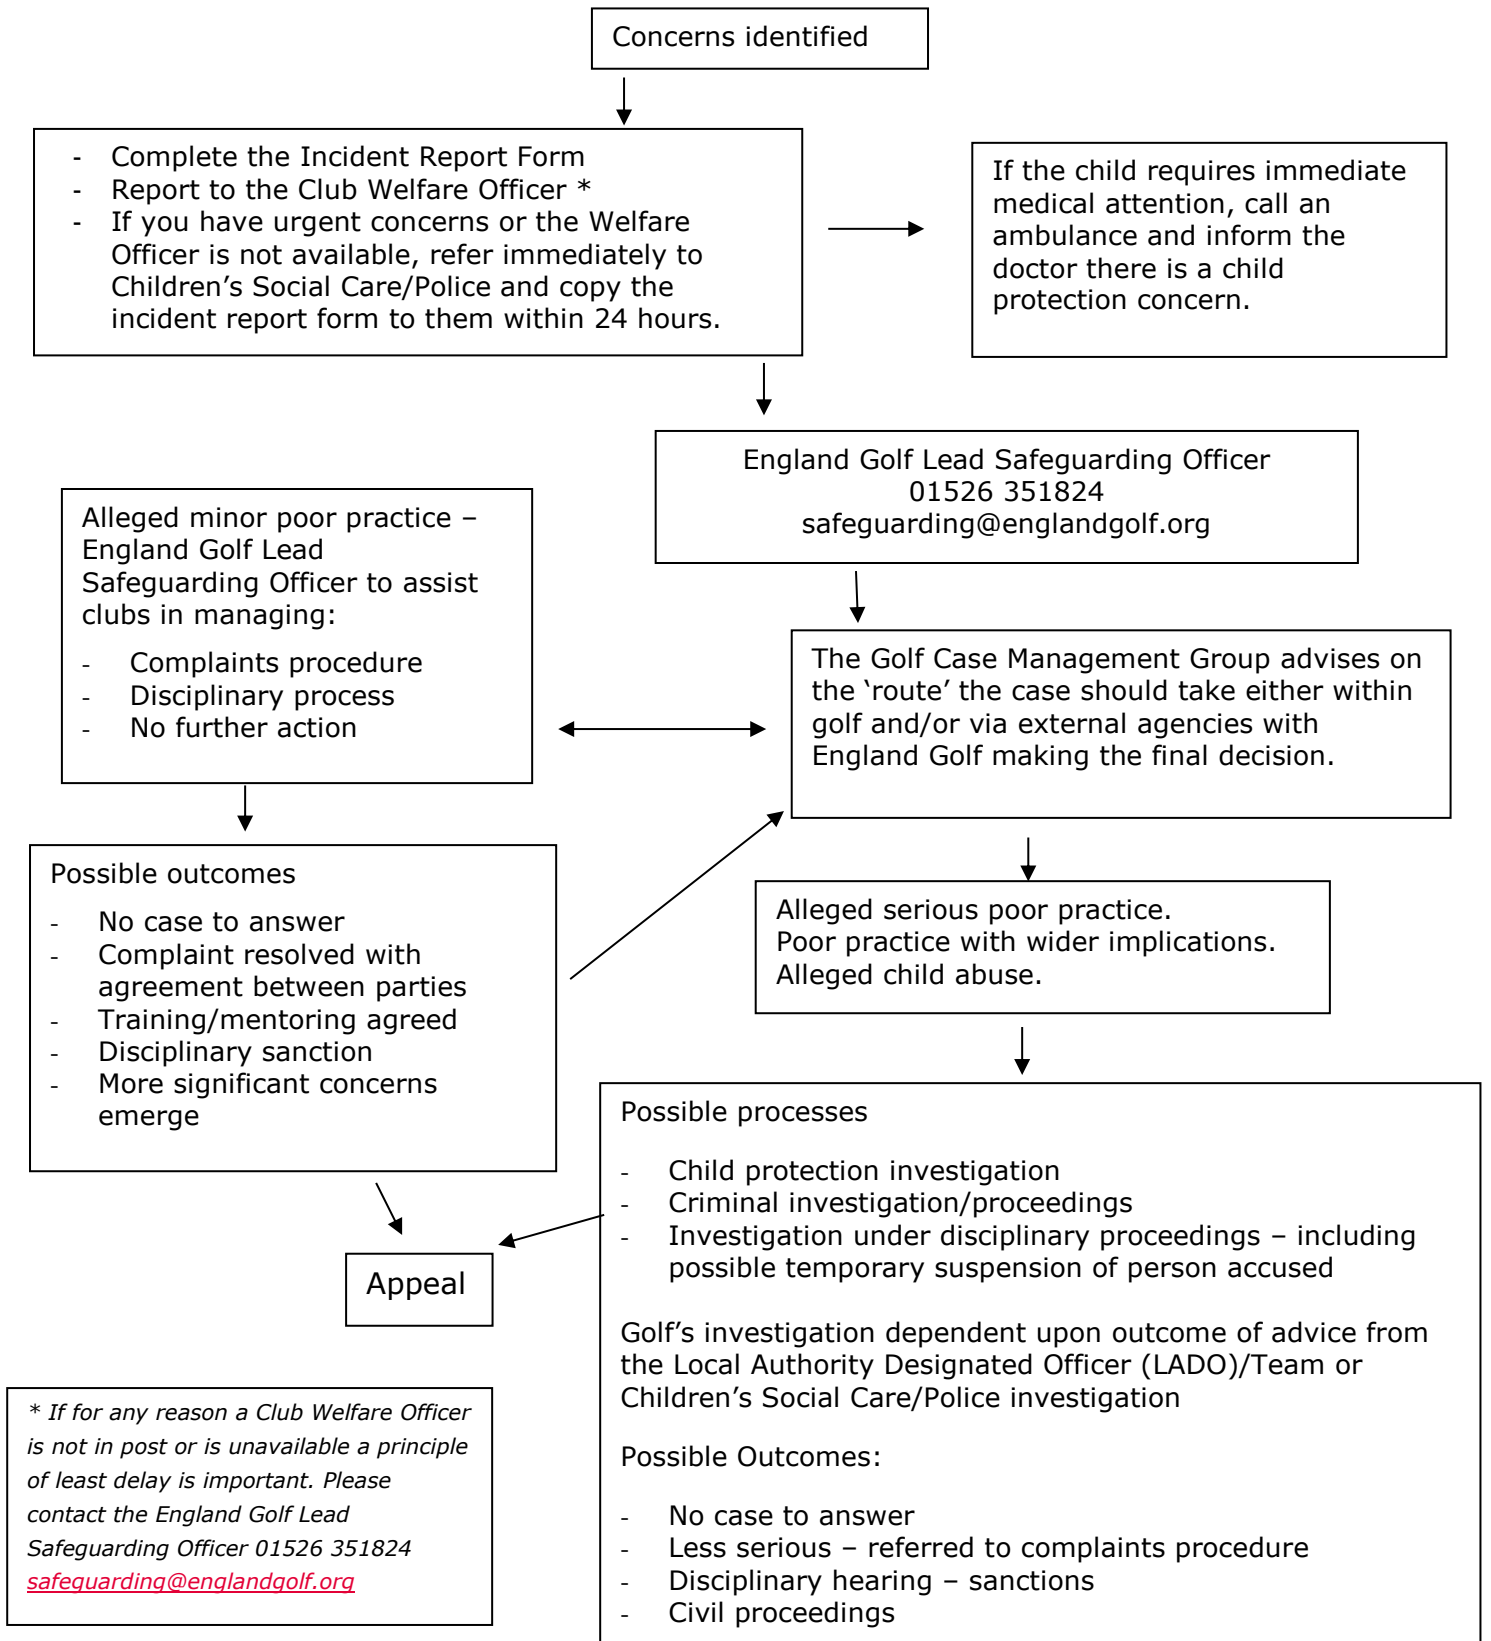 Concerns identified
- Complete the Incident Report Form
- Report to the Club Welfare Officer *
- If you have urgent concerns or the Welfare
Officer is not available, refer immediately to
Children’s Social Care/Police and copy the
incident report form to them within 24 hours.
If the child requires immediate
medical attention, call an
ambulance and inform the
doctor there is a child
protection concern.
England Golf Lead Safeguarding Officer
01526 351824
safeguarding@englandgolf.org
Alleged minor poor practice –
England Golf Lead
Safeguarding Officer to assist
clubs in managing:
- Complaints procedure
- Disciplinary process
- No further action
The Golf Case Management Group advises on
the ‘route’ the case should take either within
golf and/or via external agencies with
England Golf making the final decision.
Possible outcomes
- No case to answer
- Complaint resolved with
agreement between parties
- Training/mentoring agreed
- Disciplinary sanction
- More significant concerns
emerge
Alleged serious poor practice.
Poor practice with wider implications.
Alleged child abuse.
Possible processes
- Child protection investigation
- Criminal investigation/proceedings
- Investigation under disciplinary proceedings – including
possible temporary suspension of person accused
Golf’s investigation dependent upon outcome of advice from
the Local Authority Designated Officer (LADO)/Team or
Children’s Social Care/Police investigation
Possible Outcomes:
- No case to answer
- Less serious – referred to complaints procedure
- Disciplinary hearing – sanctions
- Civil proceedings
Appeal
* If for any reason a Club Welfare Officer
is not in post or is unavailable a principle
of least delay is important. Please
contact the England Golf Lead
Safeguarding Officer 01526 351824
safeguarding@englandgolf.org